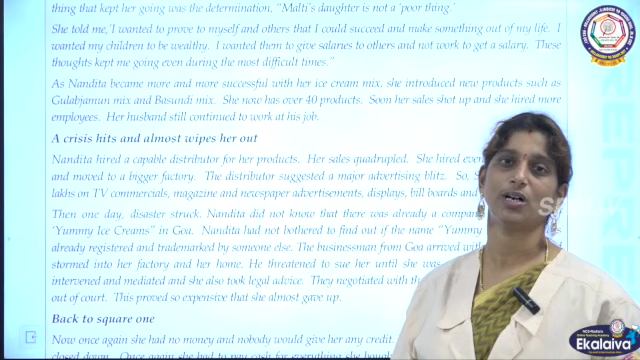 thing that kept her going was the determination, "Malti's daughter is not a 'poor thing.'
She told me,'I wanted to prove to myself and others that I could succeed and make something out of my life. I
wanted my children to be wealthy. I wanted them to give salaries to others and not work to get a salary. These
thoughts kept me going even during the most difficult times."
As Nandita became more and more successful with her ice cream mix, she introduced new products such as
Gulabjamun mix and Basundi mix. She now has over 40 products. Soon her sales shot up and she hired more
employees. Her husband still continued to work at his job.
A crisis hits and almost wipes her out
Nandita hired a capable distributor for her products. Her sales quadrupled. She hired even
and moved to a bigger factory. The distributor suggested a major advertising blitz. So,
lakhs on TV commercials, magazine and newspaper advertisements, displays, bill boards and
Then one day, disaster struck. Nandita did not know that there was already a
'Yummy Ice Creams' in Goa. Nandita had not bothered to find out if the name "Yummy
already registered and trademarked by someone else. The businessman from Goa arrived
stormed into her factory and her home. He threatened to sue her until she was
intervened and mediated and she also took legal advice. They negotiated with
out of court. This proved so expensive that she almost gave up.
Back to square one
Now once again she had no money and nobody would give her any credit.
closed down. Once again she had to pay cash for everything she
Ekalaiva